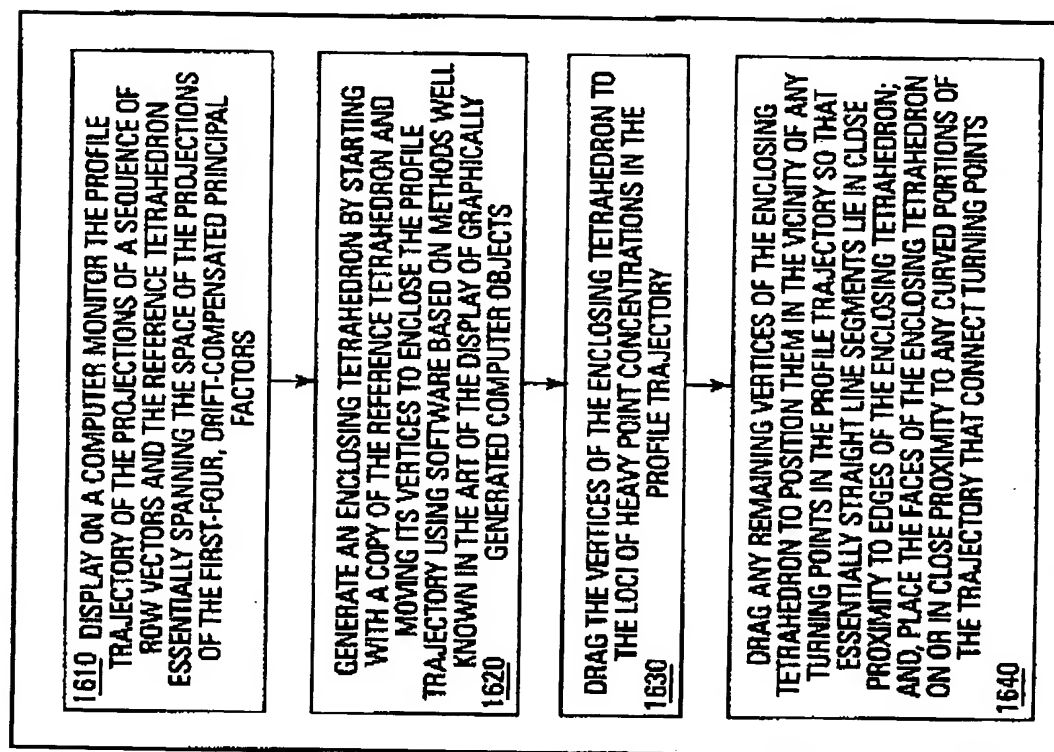 1610 DISPLAY ON A COMPUTER MONITOR THE PROFILE
TRAJECTORY OF THE PROJECTIONS OF A SEQUENCE OF
ROW VECTORS AND THE REFERENCE TETRAHEDRON
ESSENTIALLY SPANNING THE SPACE OF THE PROJECTIONS
OF THE FIRST-FOUR, DRIFT-COMPENSATED PRINCIPAL
FACTORS
GENERATE AN ENCLOSING TETRAHEDRON BY STARTING
WITH A COPY OF THE REFERENCE TETRAHEDRON AND
MOVING ITS VERTICES TO ENCLOSE THE PROFILE
TRAJECTORY USING SOFTWARE BASED ON METHODS WELL
KNOWN IN THE ART OF THE DISPLAY OF GRAPHICALLY
1620 GENERATED COMPUTER OBJECTS
DRAG THE VERTICES OF THE ENCLOSING TETRAHEDRON TO
THE LOCI OF HEAVY POINT CONCENTRATIONS IN THE
1630 PROFILE TRAJECTORY
DRAG ANY REMAINING VERTICES OF THE ENCLOSING
TETRAHEDRON TO POSITION THEM IN THE VICINITY OF ANY
TURNING POINTS IN THE PROFILE TRAJECTORY SO THAT
ESSENTIALLY STRAIGHT LINE SEGMENTS LIE IN CLOSE
PROXIMITY TO EDGES OF THE ENCLOSING TETRAHEDRON;
AND, PLACE THE FACES OF THE ENCLOSING TETRAHEDRON
ON OR IN CLOSE PROXIMITY TO ANY CURVED PORTIONS OF
THE TRAJECTORY THAT CONNECT TURNING POINTS
1640